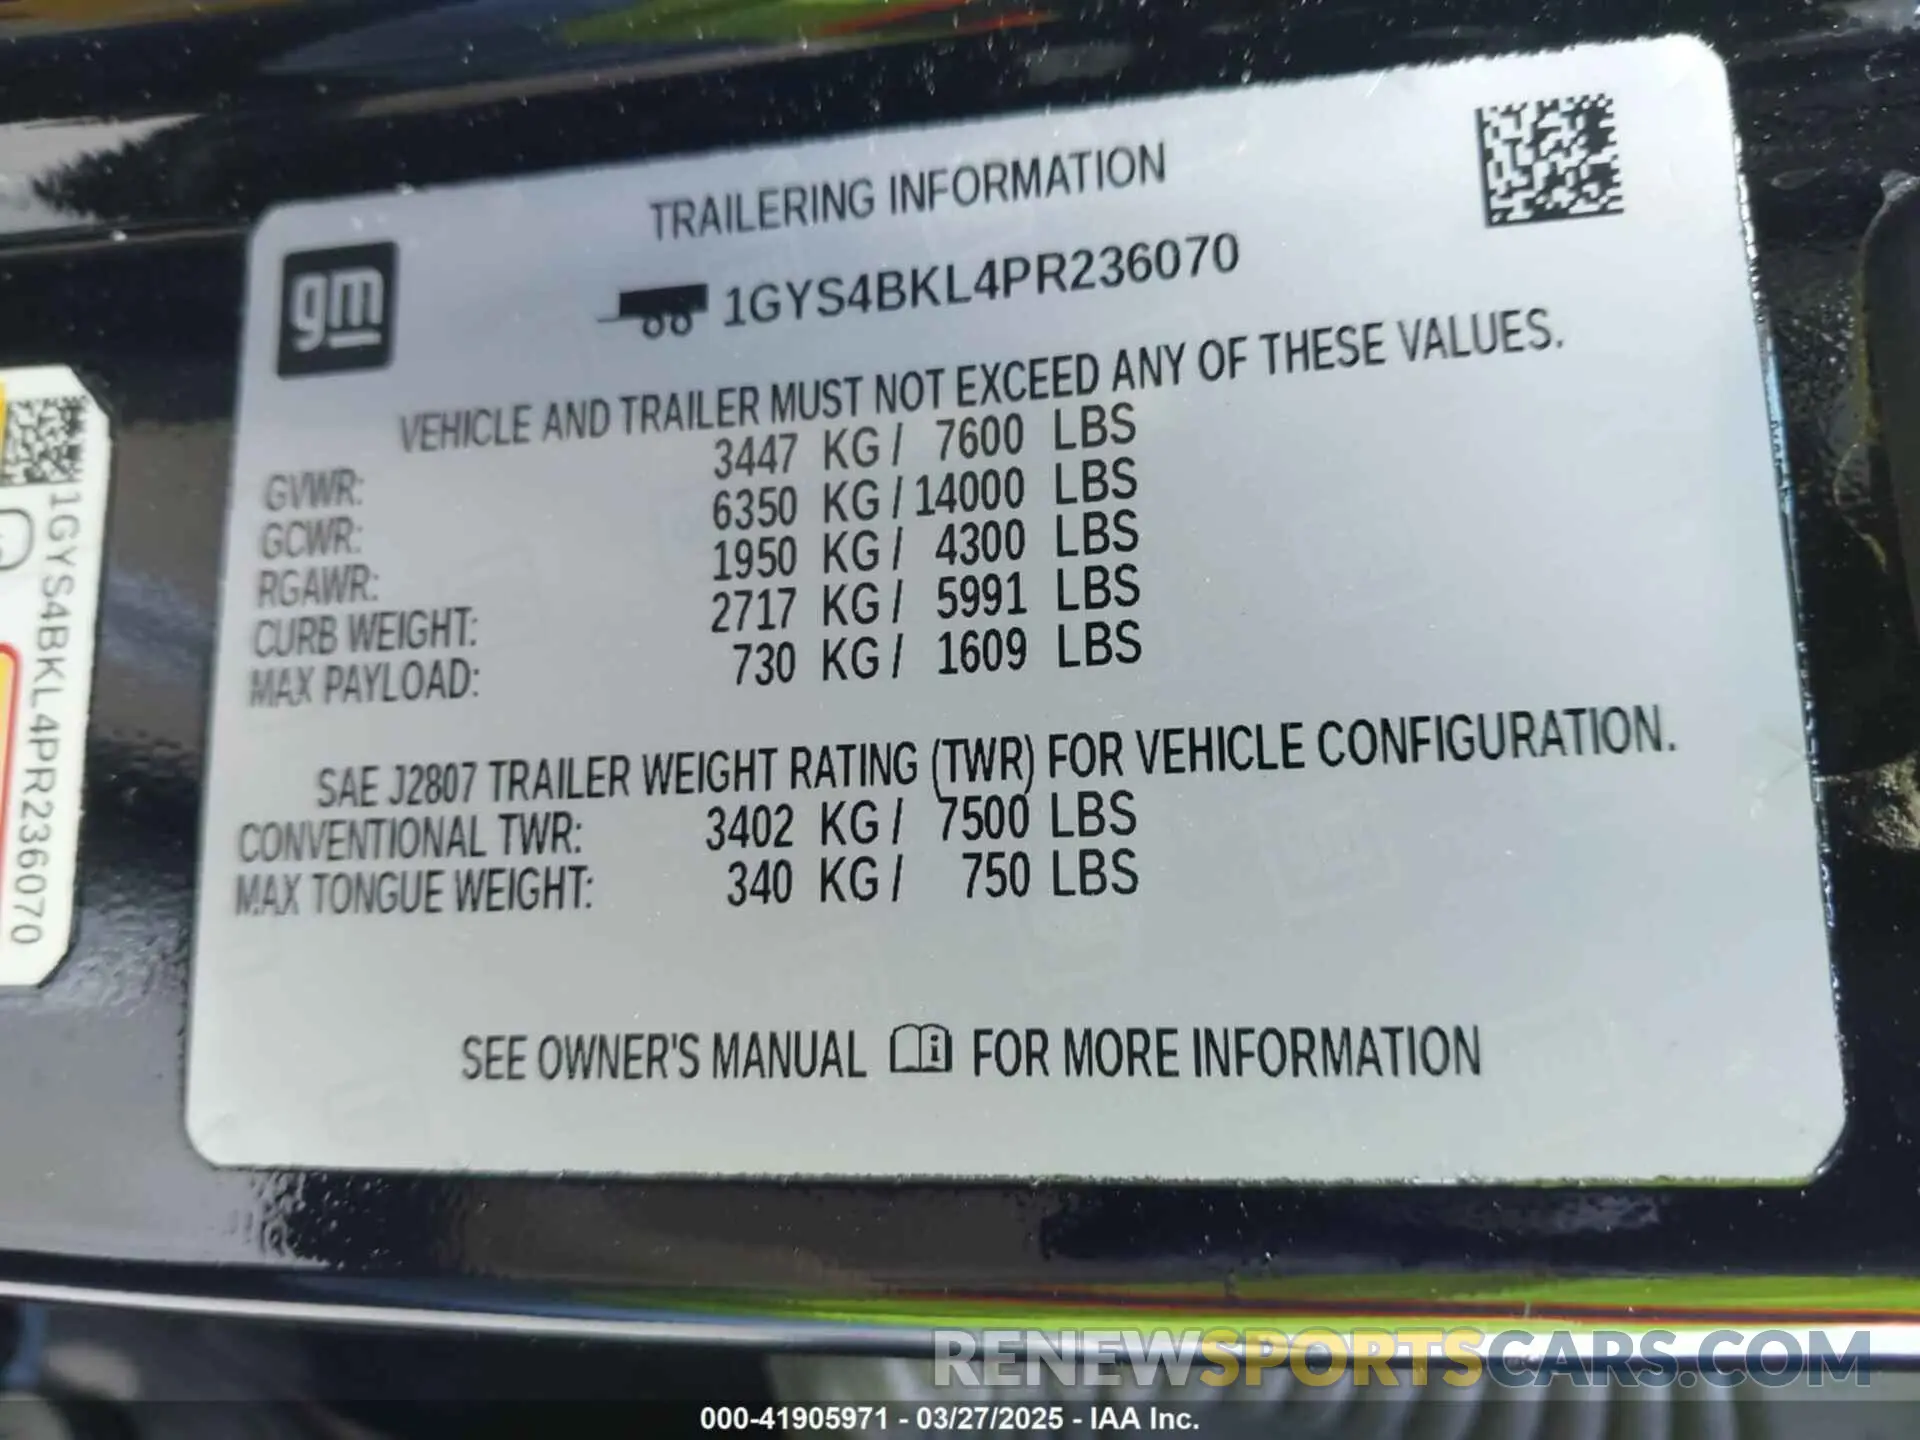 TRAILERING INFORMATION
gm
1GYS4BKL4PR236070
VEHICLE AND TRAILER MUST NOT EXCEED ANY OF THESE VALUES.
GVWR: 3447 KG / 7600 LBS
GCWR: 6350 KG / 14000 LBS
RGAWR: 1950 KG / 4300 LBS
CURB WEIGHT: 2717 KG / 5991 LBS
MAX PAYLOAD: 730 KG / 1609 LBS
SAE J2807 TRAILER WEIGHT RATING (TWR) FOR VEHICLE CONFIGURATION.
CONVENTIONAL TWR: 3402 KG / 7500 LBS
MAX TONGUE WEIGHT: 340 KG / 750 LBS
SEE OWNER'S MANUAL i FOR MORE INFORMATION
1GYS4BKL4PR236070
RENEWSPORTSCARS.COM
000-41905971 - 03/27/2025 - IAA Inc.